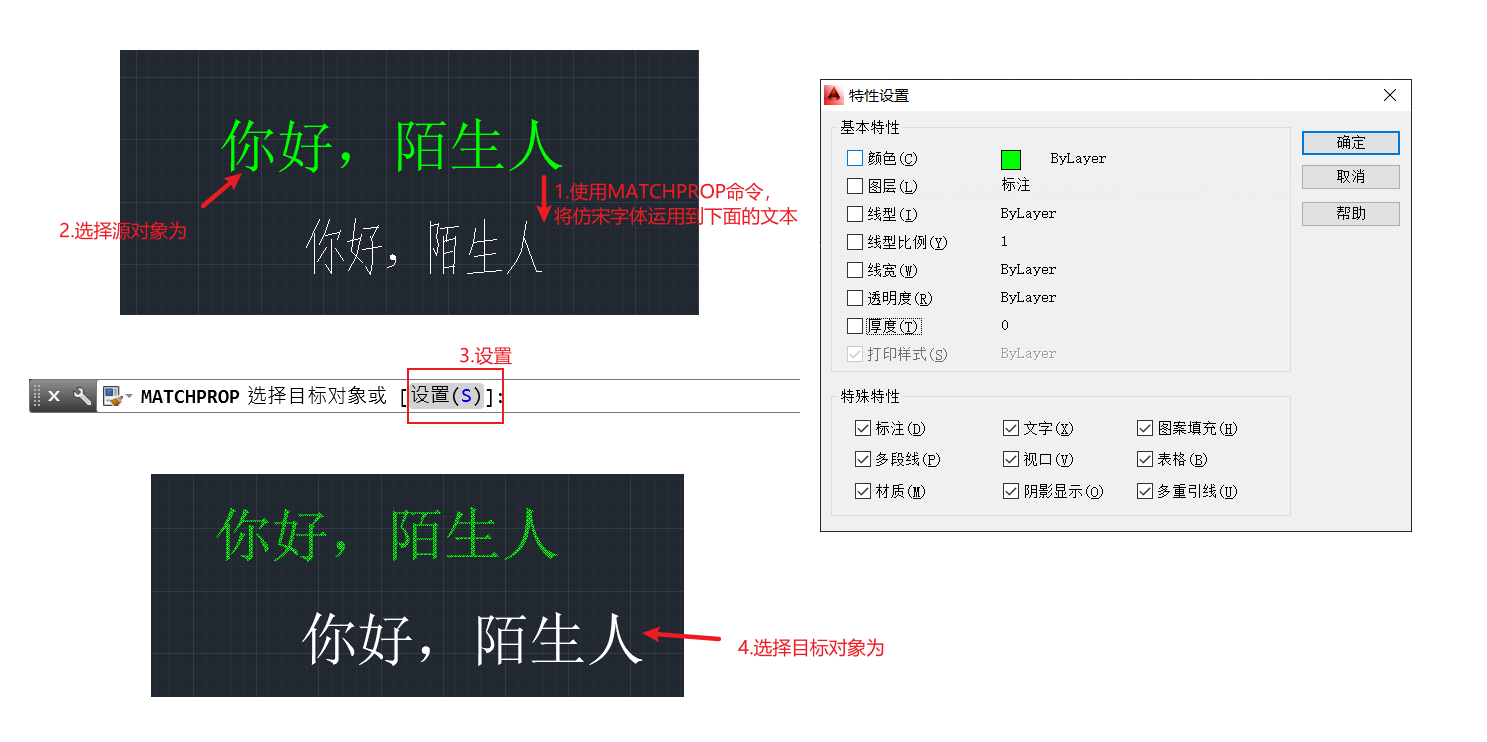 你好，陌生人
1.使用MATCHPROP命令，
将仿宋字体运用到下面的文本
2.选择源对象为
你好，陌生人
3.设置
MATCHPROP 选择目标对象或 [设置(S)]:
你好，陌生人
你好，陌生人
4.选择目标对象为
特性设置
基本特性
颜色(C) ByLayer
图层(L) 标注
线型(I) ByLayer
线型比例(Y) 1
线宽(W) ByLayer
透明度(R) ByLayer
厚度(T) 0
打印样式(S) ByLayer
确定
取消
帮助
特殊特性
标注(D) 文字(X) 图案填充(H)
多段线(P) 视口(V) 表格(B)
材质(M) 阴影显示(O) 多重引线(U)